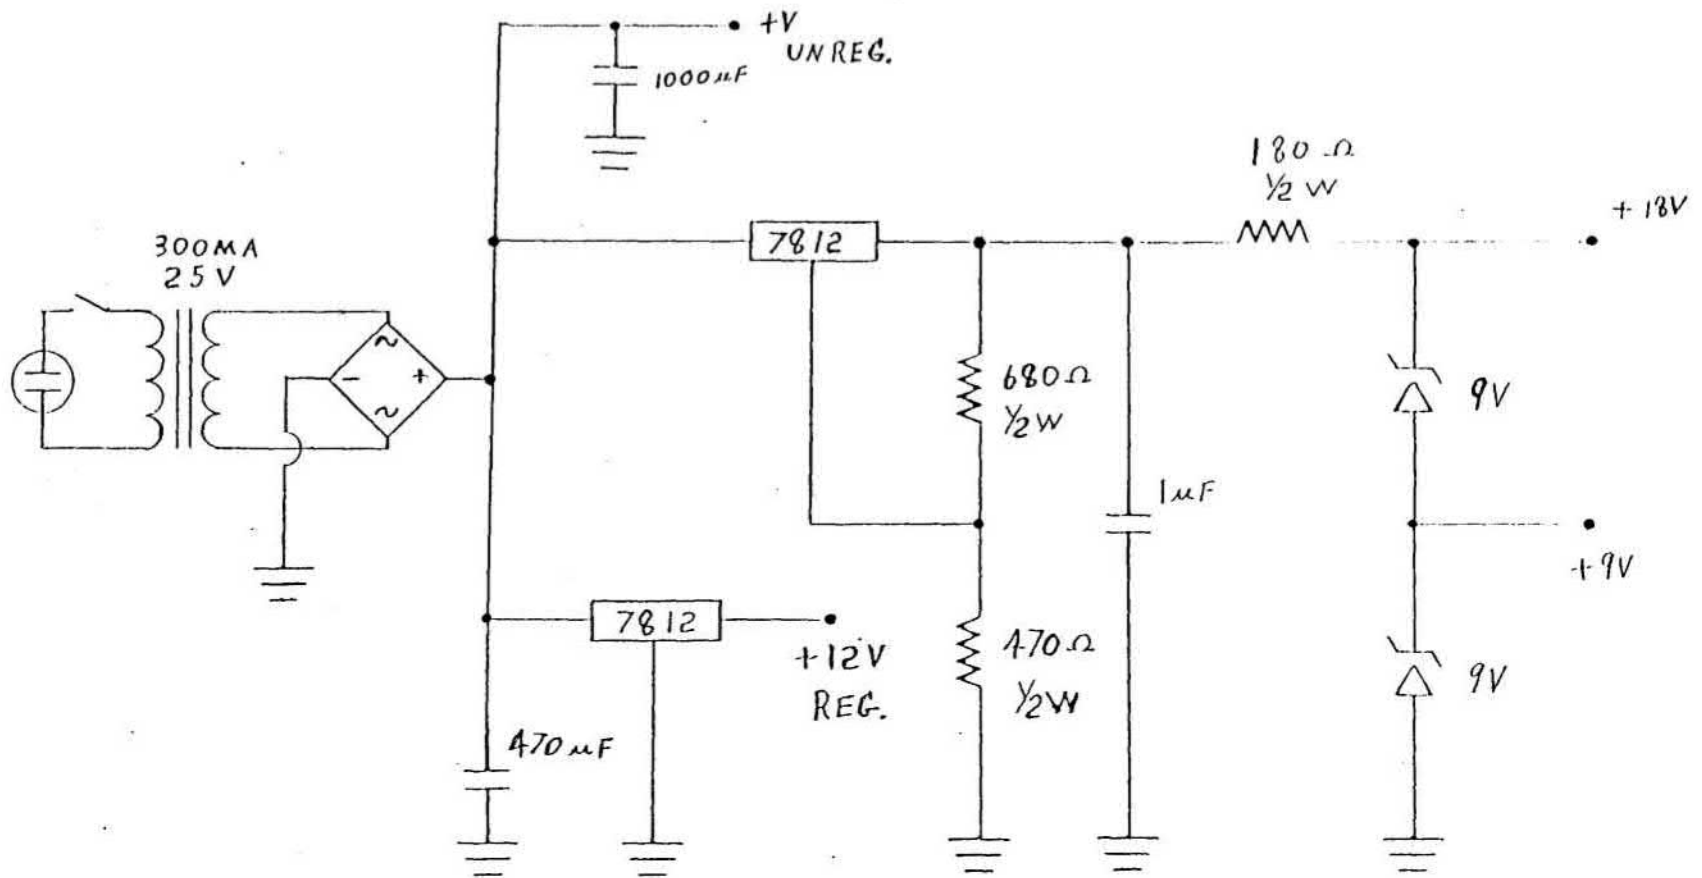 +V
UNREG.
1000µF
180Ω
½ W
+18V
300MA
25V
7812
~
- +
~
680Ω
½W
9V
1µF
+9V
7812
+12V
REG.
470Ω
½W
9V
470µF